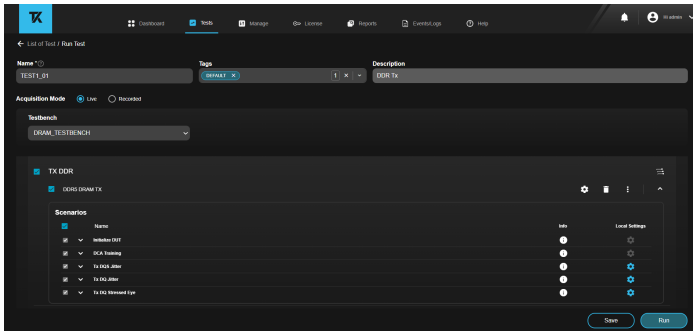 TK
Dashboard Tests Manage License Reports Events/Logs Help Hi admin
List of Test / Run Test
Name * Tags Description
TEST1_01 DEFAULT X 1 X DDR Tx
Acquisition Mode Live Recorded
Testbench
DRAM_TESTBENCH
TX DDR
DDR5 DRAM TX
Scenarios
Name Info Local Settings
Initialize DUT
DCA Training
Tx DQS Jitter
Tx DQ Jitter
Tx DQ Stressed Eye
Save Run